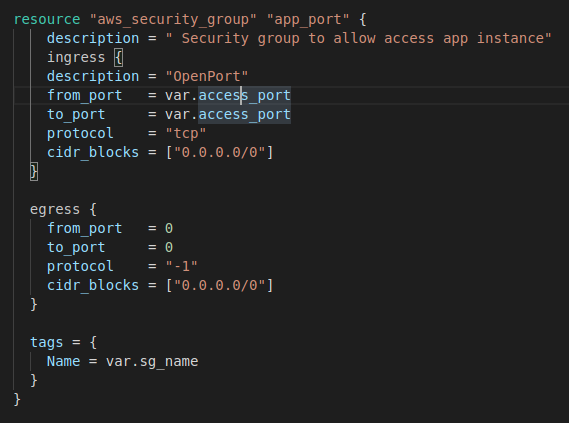 resource "aws_security_group" "app_port" {
    description = " Security group to allow access app instance"
    ingress {
    description = "OpenPort"
    from_port   = var.access_port
    to_port     = var.access_port
    protocol    = "tcp"
    cidr_blocks = ["0.0.0.0/0"]
  }

  egress {
    from_port   = 0
    to_port     = 0
    protocol    = "-1"
    cidr_blocks = ["0.0.0.0/0"]
  }

  tags = {
    Name = var.sg_name
  }
}